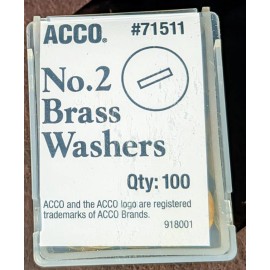 ACCO® #71511
No.2
Brass
Washers
Qty: 100
ACCO and the ACCO logo are registered
trademarks of ACCO Brands.
918001